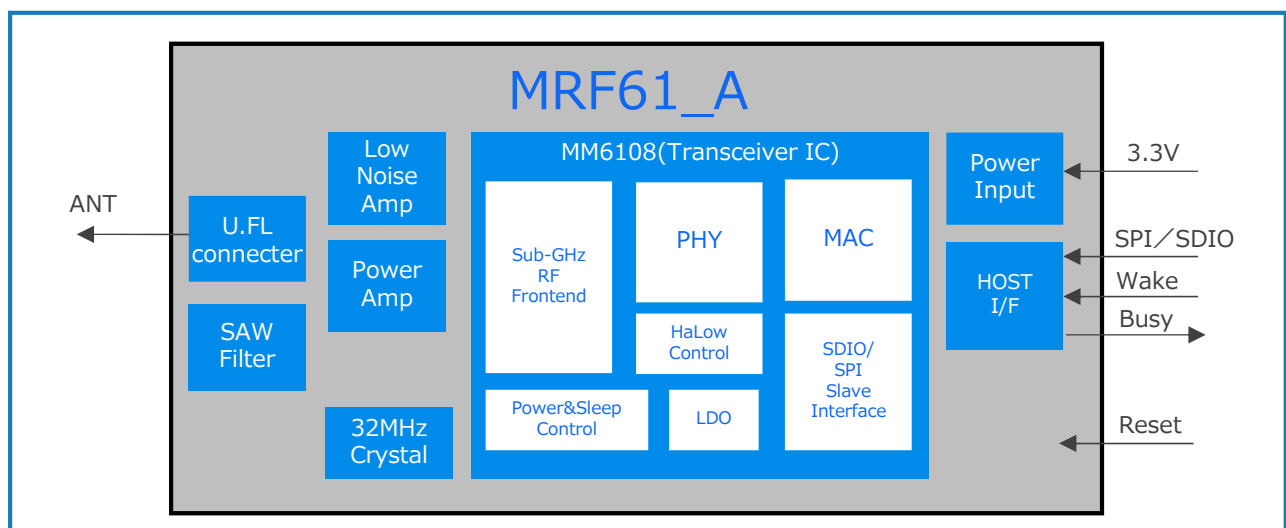 MRF61_A
ANT
U.FL
connecter
SAW
Filter
Low
Noise
Amp
Power
Amp
32MHz
Crystal
MM6108(Transceiver IC)
Sub-GHz
RF
Frontend
PHY
MAC
HaLow
Control
SDIO/
SPI
Slave
Interface
Power&Sleep
Control
LDO
Power
Input
HOST
I/F
3.3V
SPI／SDIO
Wake
Busy
Reset